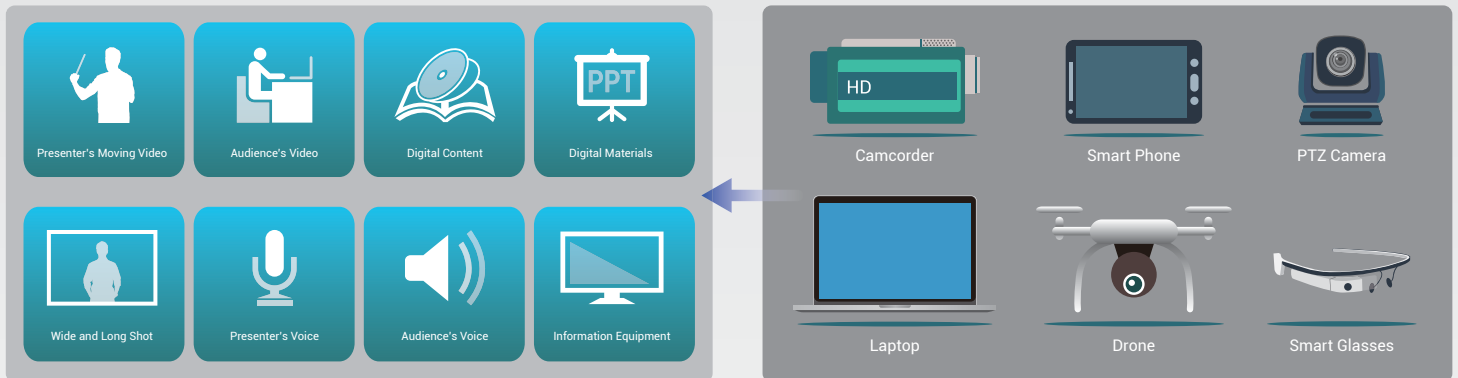 PPT
Presenter's Moving Video
Audience's Video
Digital Content
Digital Materials
Wide and Long Shot
Presenter's Voice
Audience's Voice
Information Equipment
HD
Camcorder
Smart Phone
PTZ Camera
Laptop
Drone
Smart Glasses